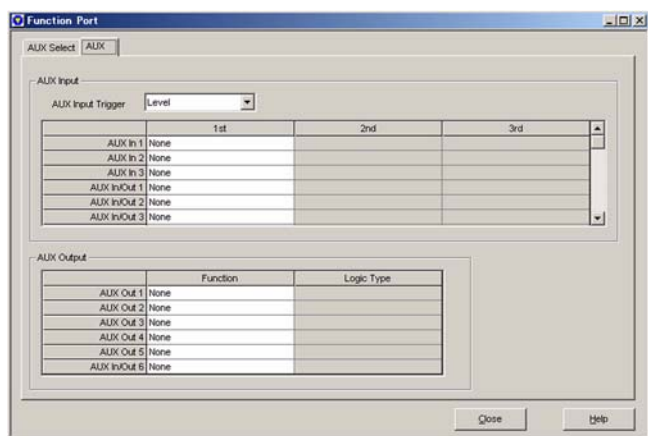 Function Port
AUX Select AUX
AUX Input
AUX Input Trigger Level
1st 2nd 3rd
AUX In 1 None
AUX In 2 None
AUX In 3 None
AUX In/Out 1 None
AUX In/Out 2 None
AUX In/Out 3 None
AUX Output
Function Logic Type
AUX Out 1 None
AUX Out 2 None
AUX Out 3 None
AUX Out 4 None
AUX Out 5 None
AUX In/Out 6 None
Close Help